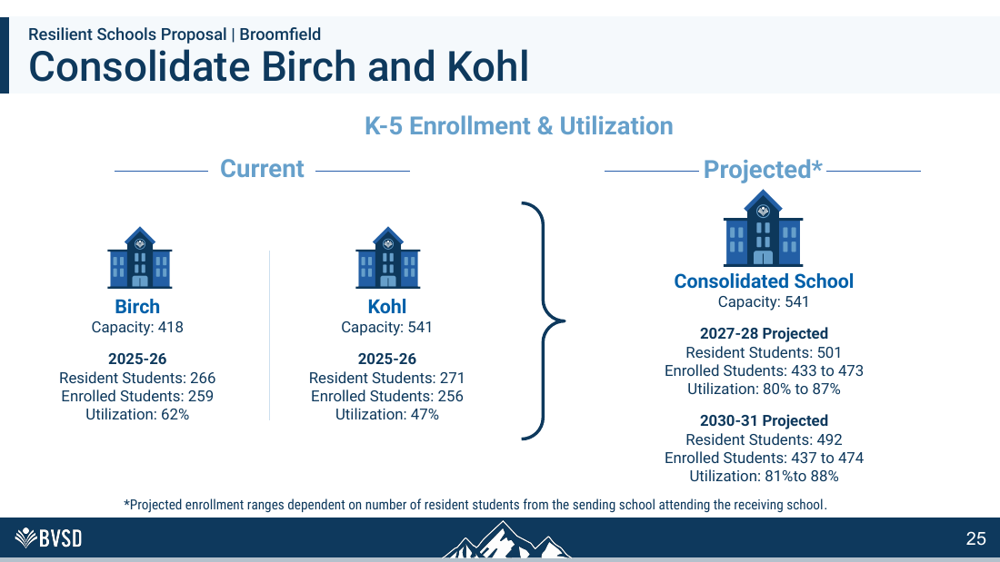 Resilient Schools Proposal | Broomfield
Consolidate Birch and Kohl
K-5 Enrollment & Utilization
Current
Birch
Capacity: 418
2025-26
Resident Students: 266
Enrolled Students: 259
Utilization: 62%
Kohl
Capacity: 541
2025-26
Resident Students: 271
Enrolled Students: 256
Utilization: 47%
Projected*
Consolidated School
Capacity: 541
2027-28 Projected
Resident Students: 501
Enrolled Students: 433 to 473
Utilization: 80% to 87%
2030-31 Projected
Resident Students: 492
Enrolled Students: 437 to 474
Utilization: 81%to 88%
*Projected enrollment ranges dependent on number of resident students from the sending school attending the receiving school.
BVSD
25